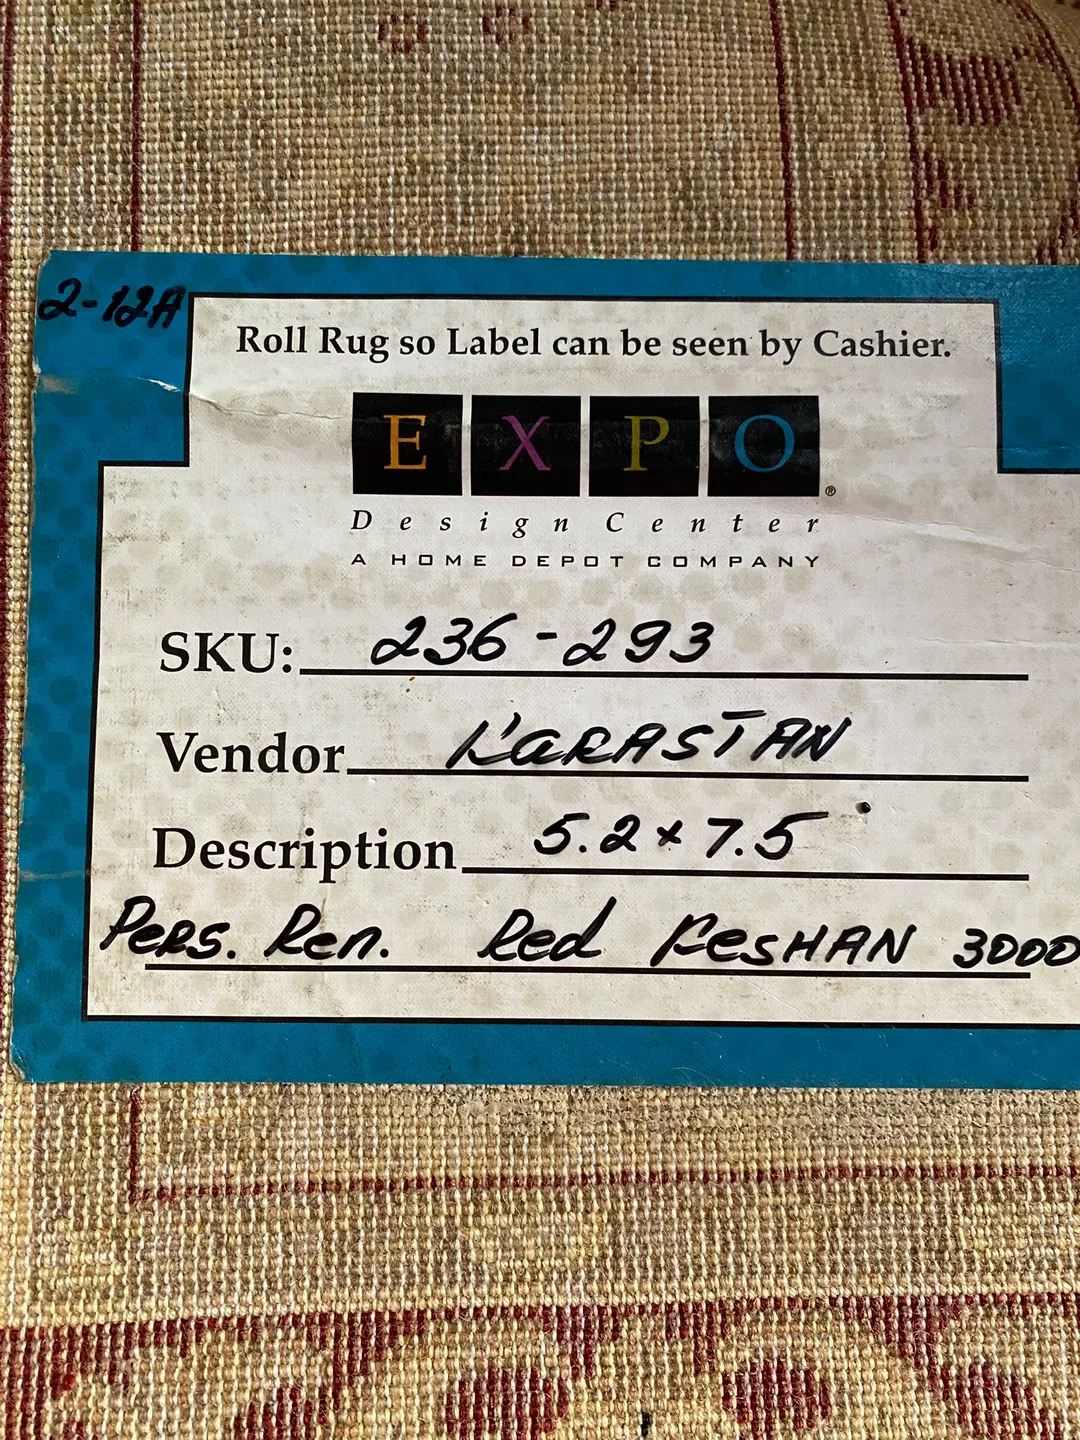 2-12A
Roll Rug so Label can be seen by Cashier.
EXPO®
Design Center
A HOME DEPOT COMPANY
SKU: 236-293
Vendor KARASTAN
Description 5.2 x 7.5
PERS. Ren. Red KeSHAN 3000